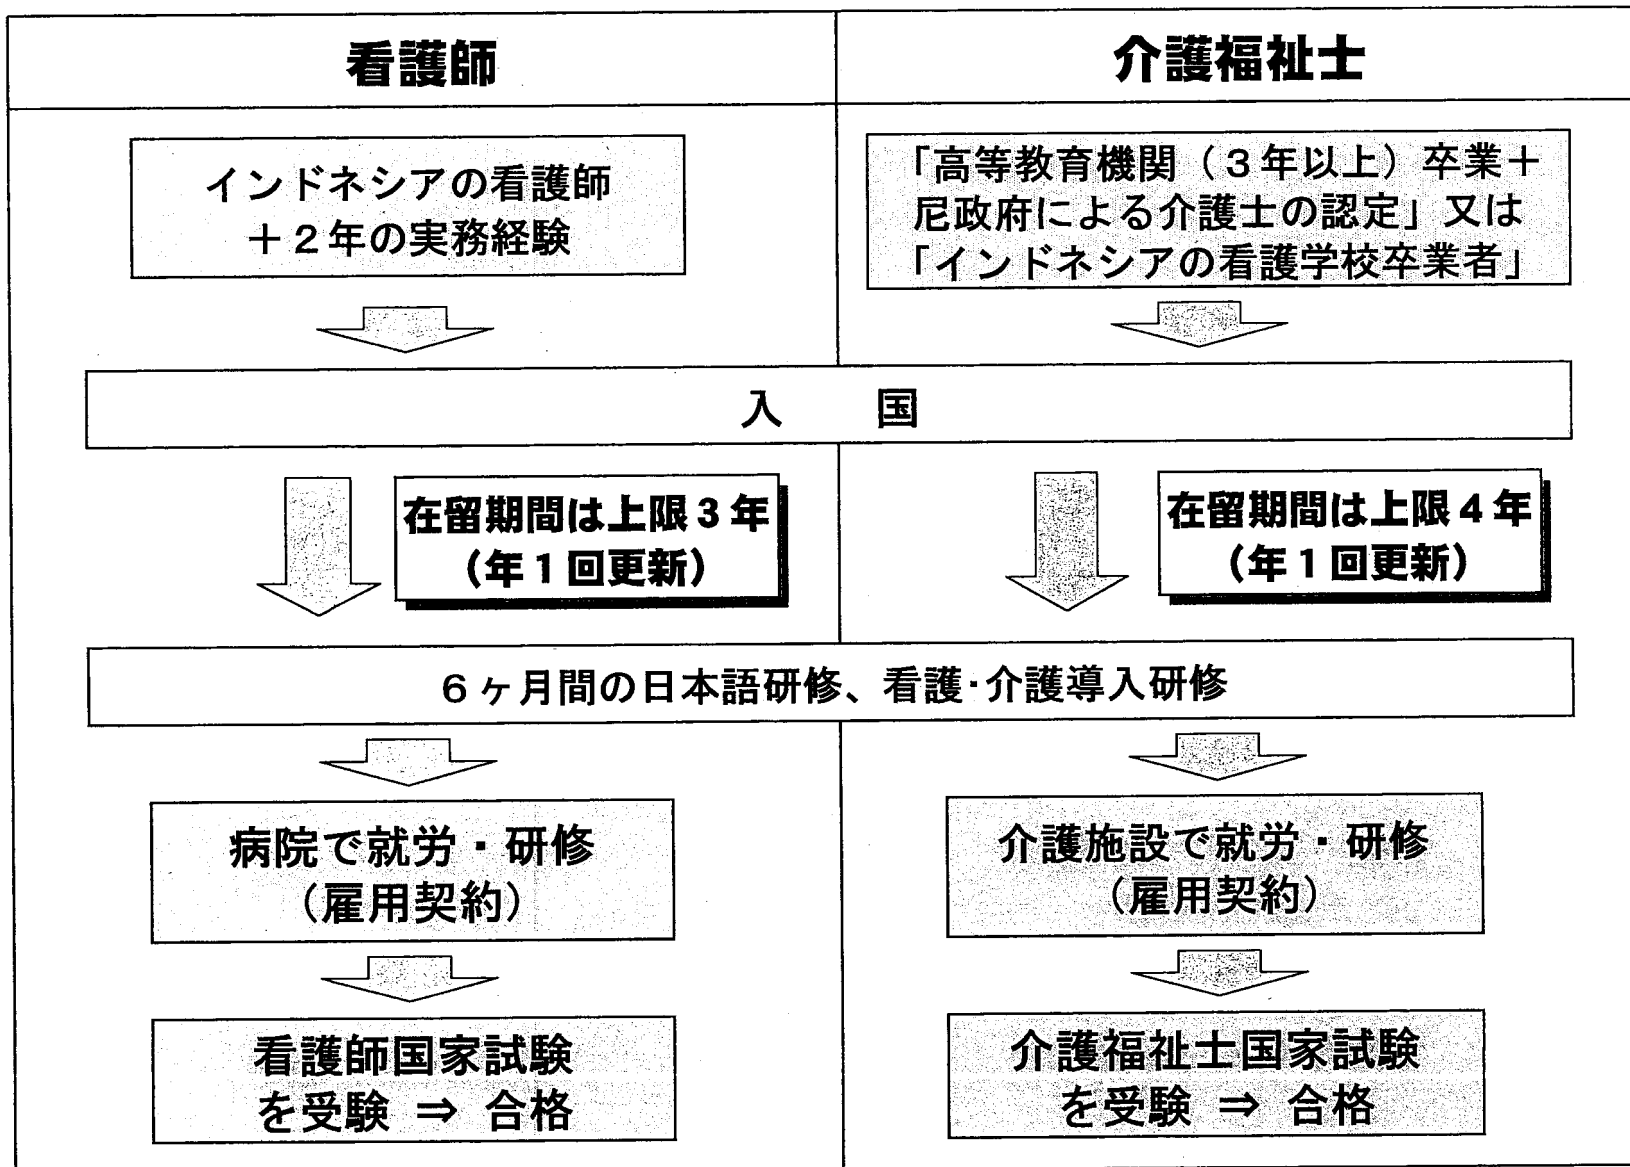 看護師
介護福祉士
インドネシアの看護師
＋２年の実務経験
「高等教育機関（３年以上）卒業＋
尼政府による介護士の認定」又は
「インドネシアの看護学校卒業者」
入　国
在留期間は上限３年
（年１回更新）
在留期間は上限４年
（年１回更新）
６ヶ月間の日本語研修、看護・介護導入研修
病院で就労・研修
（雇用契約）
介護施設で就労・研修
（雇用契約）
看護師国家試験
を受験 ⇒ 合格
介護福祉士国家試験
を受験 ⇒ 合格